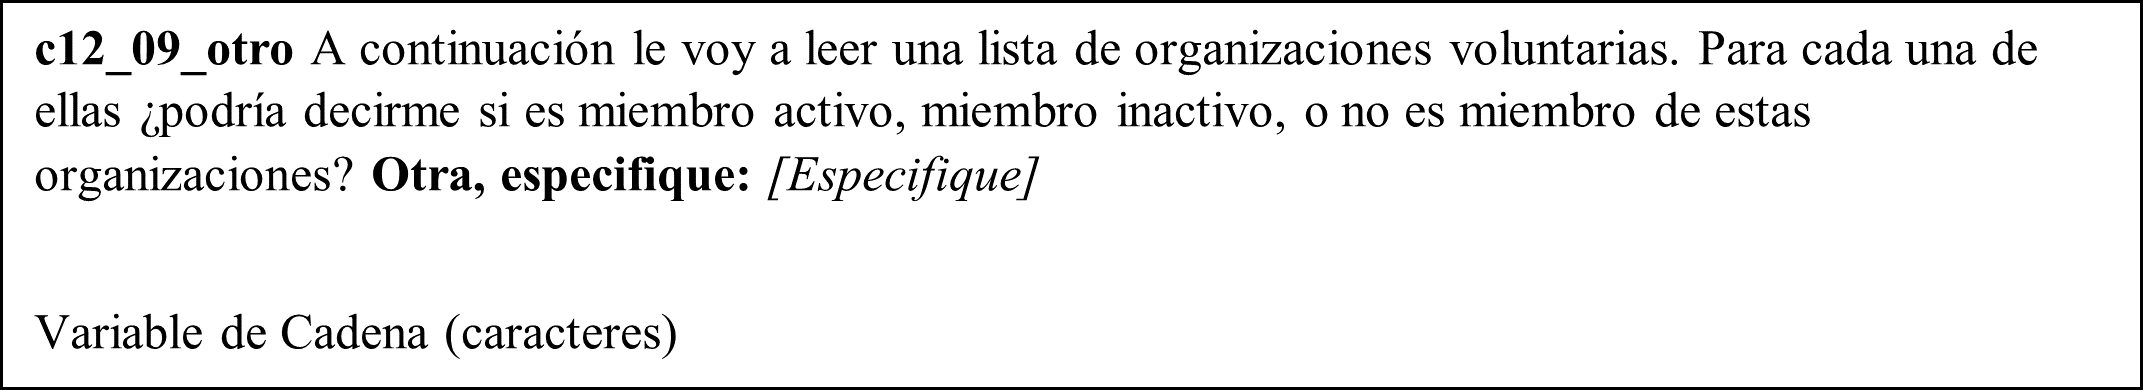 c12_09_otro A continuación le voy a leer una lista de organizaciones voluntarias. Para cada una de
ellas ¿podría decirme si es miembro activo, miembro inactivo, o no es miembro de estas
organizaciones? Otra, especifique: [Especifique]
Variable de Cadena (caracteres)